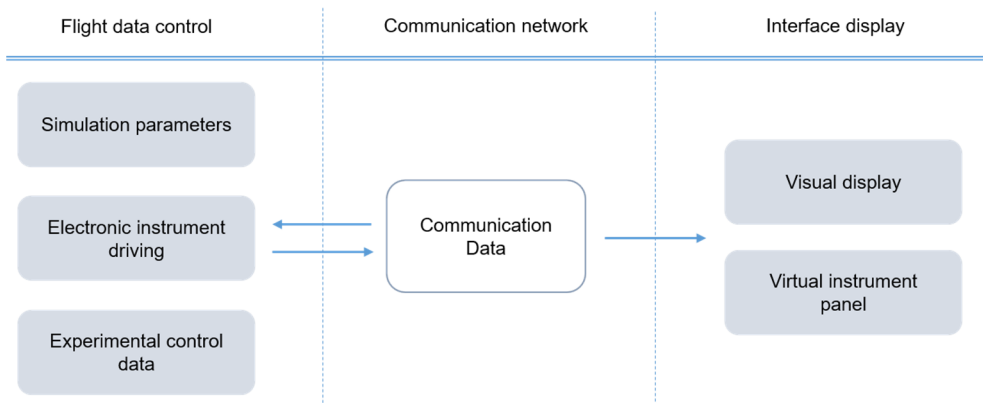 Flight data control
Communication network
Interface display
Simulation parameters
Electronic instrument
driving
Experimental control
data
Communication
Data
Visual display
Virtual instrument
panel